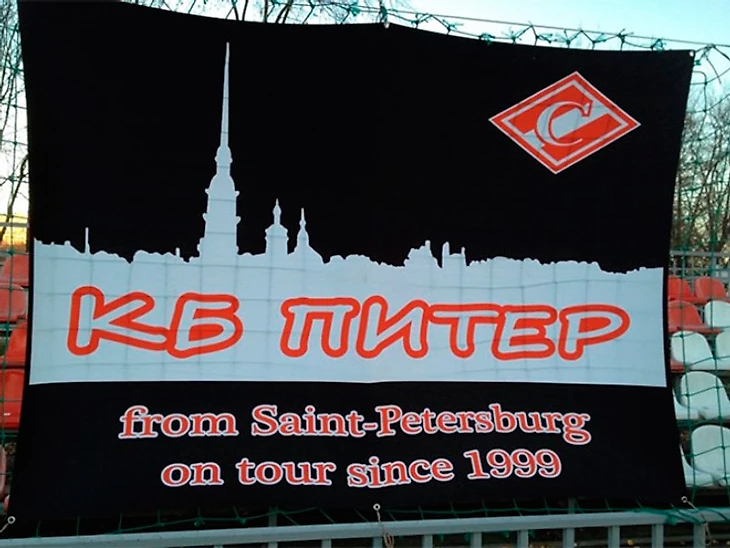 С
КБ ПИТЕР
from Saint-Petersburg
on tour since 1999